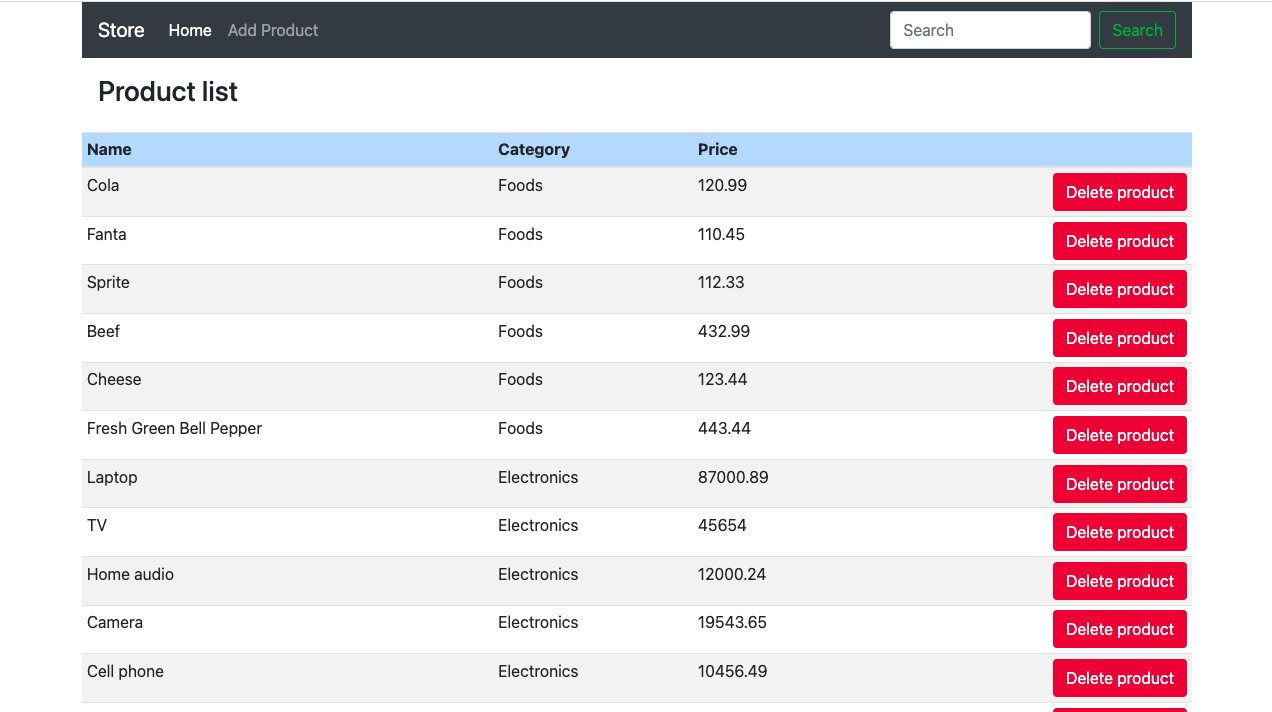 Store Home Add Product Search Search
Product list
Name Category Price
Cola Foods 120.99 Delete product
Fanta Foods 110.45 Delete product
Sprite Foods 112.33 Delete product
Beef Foods 432.99 Delete product
Cheese Foods 123.44 Delete product
Fresh Green Bell Pepper Foods 443.44 Delete product
Laptop Electronics 87000.89 Delete product
TV Electronics 45654 Delete product
Home audio Electronics 12000.24 Delete product
Camera Electronics 19543.65 Delete product
Cell phone Electronics 10456.49 Delete product